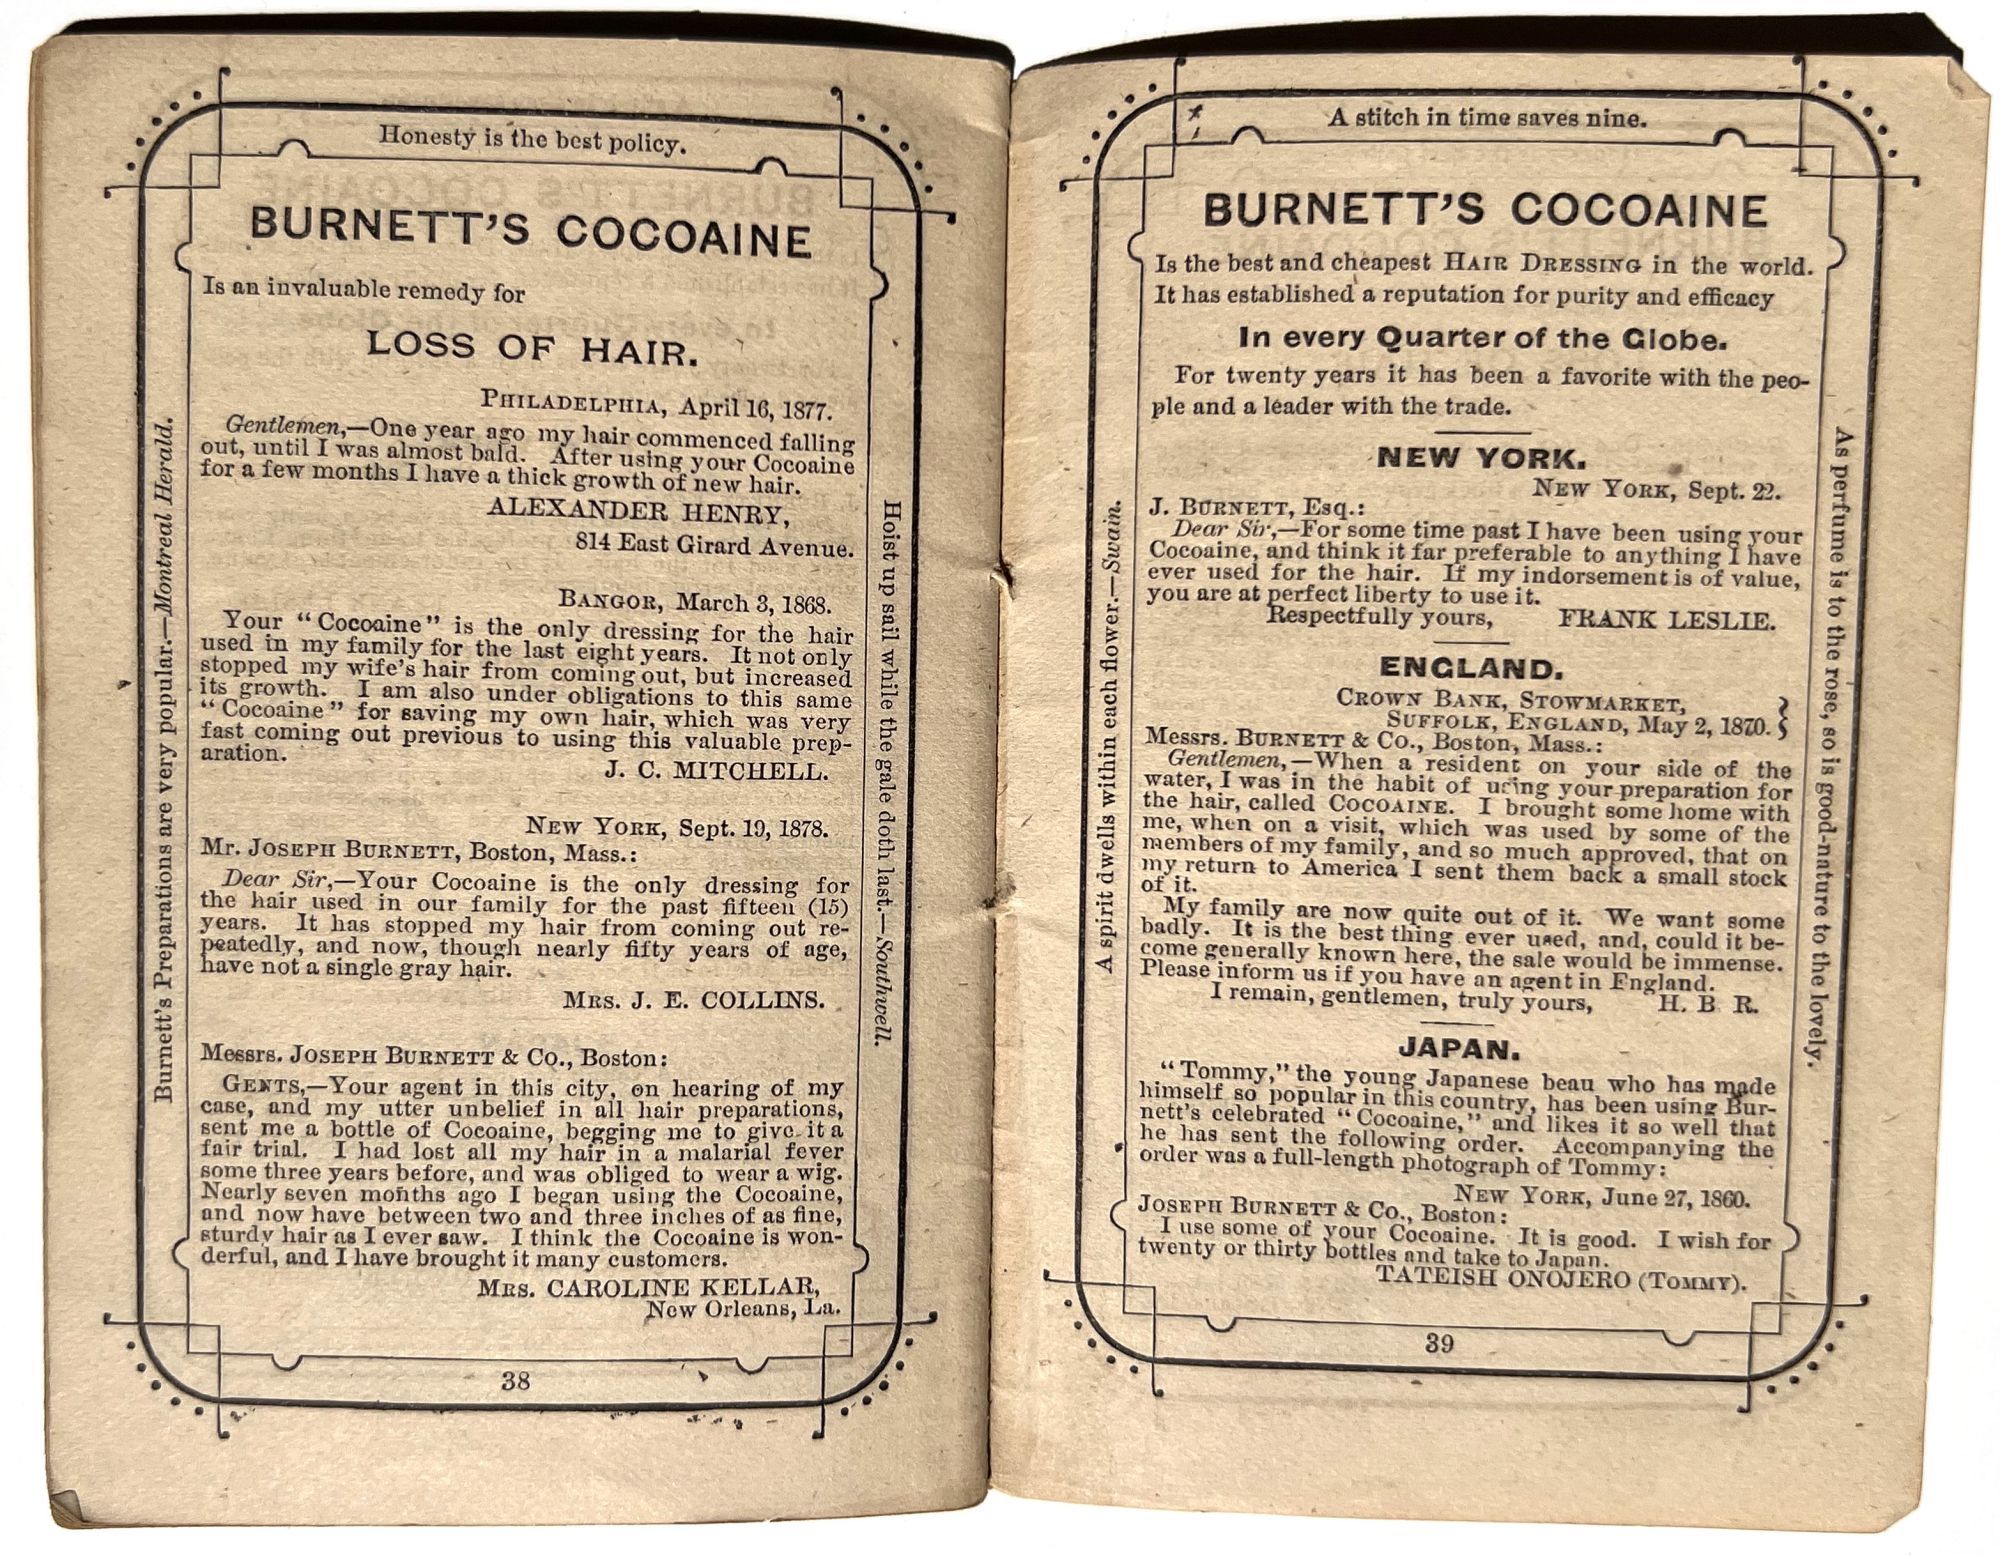 Honesty is the best policy.
BURNETT'S COCOAINE
Is an invaluable remedy for
LOSS OF HAIR.
PHILADELPHIA, April 16, 1877.
Gentlemen,—One year ago my hair commenced falling
out, until I was almost bald. After using your Cocoaine
for a few months I have a thick growth of new hair.
ALEXANDER HENRY,
814 East Girard Avenue.
BANGOR, March 3, 1868.
Your "Cocoaine" is the only dressing for the hair
used in my family for the last eight years. It not only
stopped my wife's hair from coming out, but increased
its growth. I am also under obligations to this same
"Cocoaine" for saving my own hair, which was very
fast coming out previous to using this valuable prep-
aration.
J. C. MITCHELL.
NEW YORK, Sept. 19, 1878.
Mr. JOSEPH BURNETT, Boston, Mass.:
Dear Sir,—Your Cocoaine is the only dressing for
the hair used in our family for the past fifteen (15)
years. It has stopped my hair from coming out re-
peatedly, and now, though nearly fifty years of age,
have not a single gray hair.
MRS. J. E. COLLINS.
Messrs. JOSEPH BURNETT & CO., Boston:
GENTS,—Your agent in this city, on hearing of my
case, and my utter unbelief in all hair preparations,
sent me a bottle of Cocoaine, begging me to give it a
fair trial. I had lost all my hair in a malarial fever
some three years before, and was obliged to wear a wig.
Nearly seven months ago I began using the Cocoaine,
and now have between two and three inches of as fine,
sturdy hair as I ever saw. I think the Cocoaine is won-
derful, and I have brought it many customers.
MRS. CAROLINE KELLAR,
New Orleans, La.
38
Burnett's Preparations are very popular.—Montreal Herald.
Hoist up sail while the gale doth last.—Southwell.
A stitch in time saves nine.
BURNETT'S COCOAINE
Is the best and cheapest HAIR DRESSING in the world.
It has established a reputation for purity and efficacy
In every Quarter of the Globe.
For twenty years it has been a favorite with the peo-
ple and a leader with the trade.
NEW YORK.
NEW YORK, Sept. 22.
J. BURNETT, Esq.:
Dear Sir,—For some time past I have been using your
Cocoaine, and think it far preferable to anything I have
ever used for the hair. If my indorsement is of value,
you are at perfect liberty to use it.
Respectfully yours, FRANK LESLIE.
ENGLAND.
CROWN BANK, STOWMARKET,
SUFFOLK, ENGLAND, May 2, 1870. }
Messrs. BURNETT & CO., Boston, Mass.:
Gentlemen,—When a resident on your side of the
water, I was in the habit of using your preparation for
the hair, called COCOAINE. I brought some home with
me, when on a visit, which was used by some of the
members of my family, and so much approved, that on
my return to America I sent them back a small stock
of it.
My family are now quite out of it. We want some
badly. It is the best thing ever used, and, could it be-
come generally known here, the sale would be immense.
Please inform us if you have an agent in England.
I remain, gentlemen, truly yours, H. B R.
JAPAN.
"Tommy," the young Japanese beau who has made
himself so popular in this country, has been using Bur-
nett's celebrated "Cocoaine," and likes it so well that
he has sent the following order. Accompanying the
order was a full-length photograph of Tommy:
NEW YORK, June 27, 1860.
JOSEPH BURNETT & CO., Boston:
I use some of your Cocoaine. It is good. I wish for
twenty or thirty bottles and take to Japan.
TATEISH ONOJERO (TOMMY).
39
A spirit dwells within each flower.—Swain.
As perfume is to the rose, so is good-nature to the lovely.